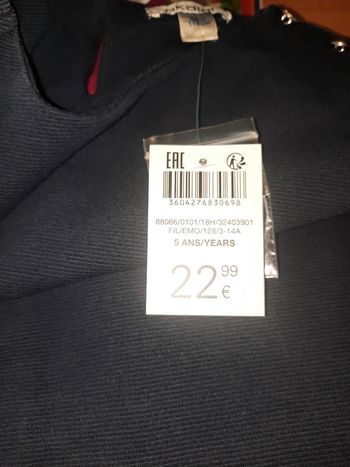 EAC
3604276830698
88066/0101/18H/32403901
FIL/EMO/128/3-14A
5 ANS/YEARS
22,99
€